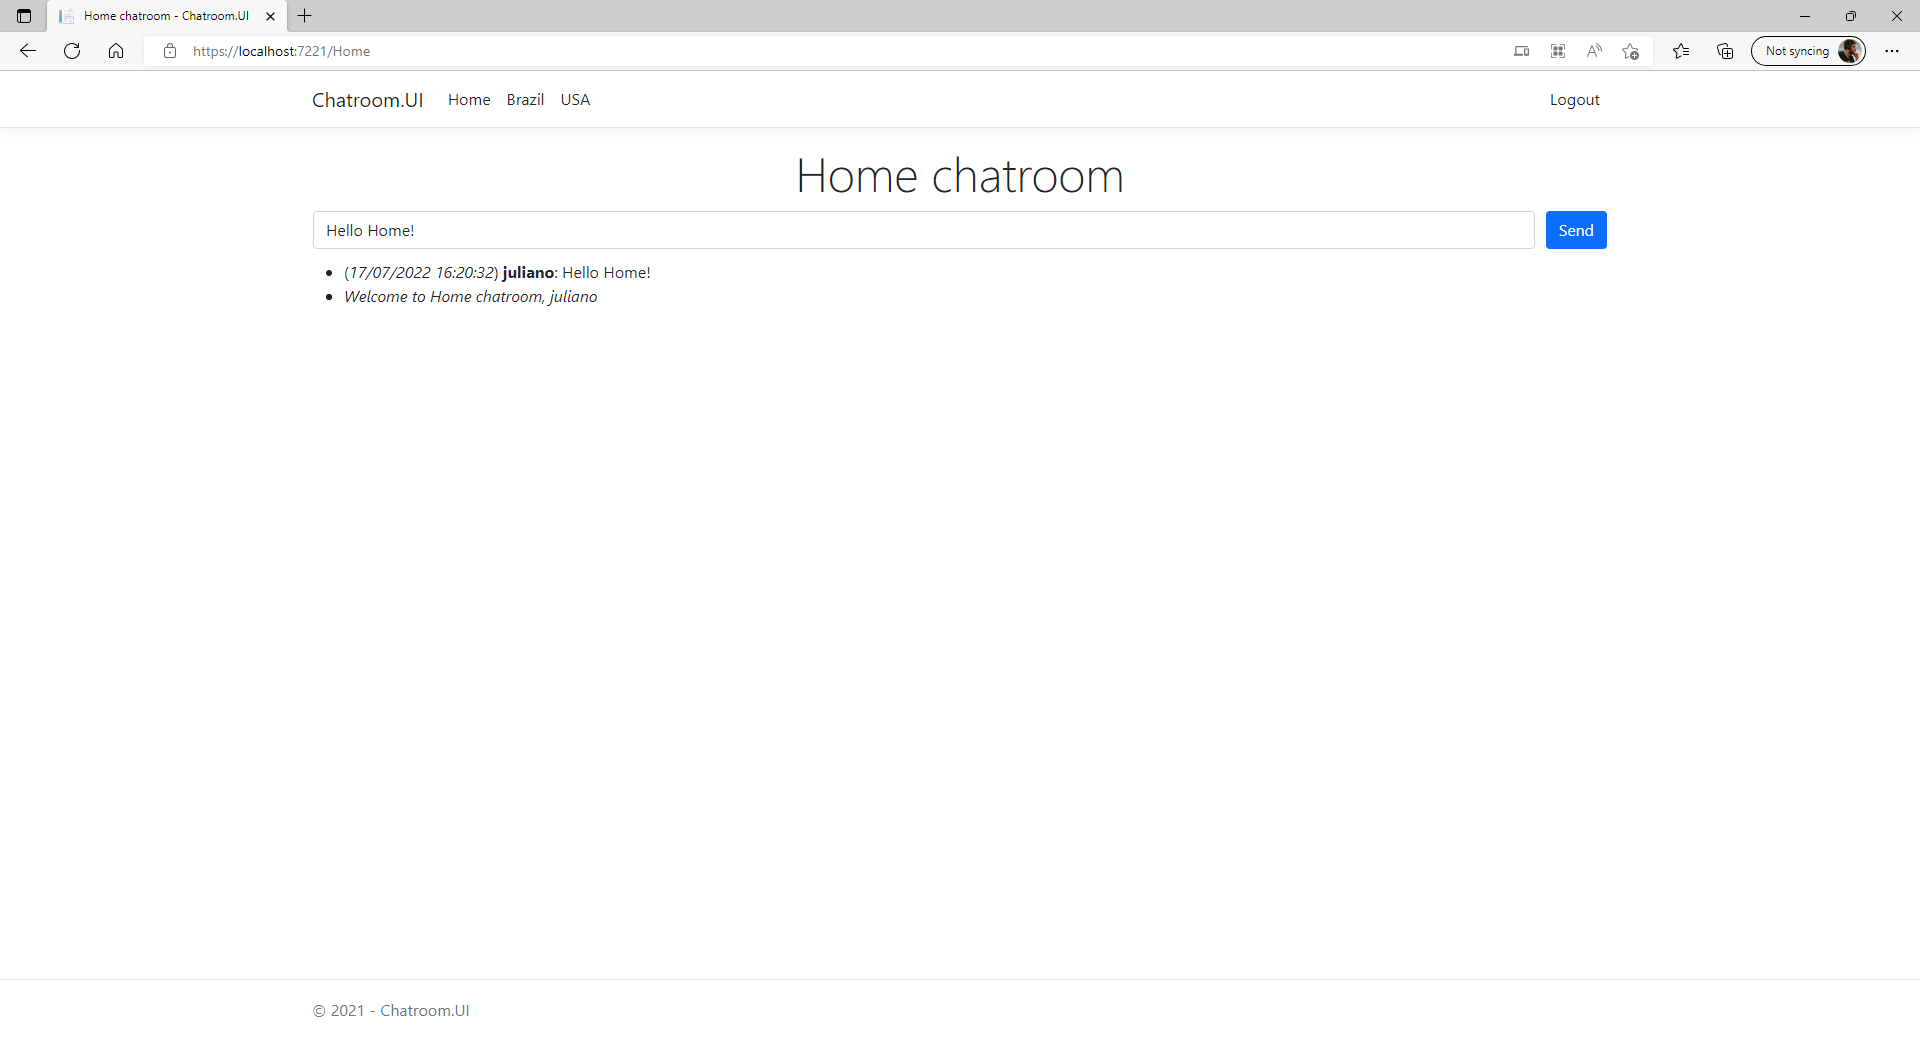 Home chatroom - Chatroom.UI
https://localhost:7221/Home
Not syncing
Chatroom.UI Home Brazil USA Logout
Home chatroom
Hello Home! Send
(17/07/2022 16:20:32) juliano: Hello Home!
Welcome to Home chatroom, juliano
© 2021 - Chatroom.UI